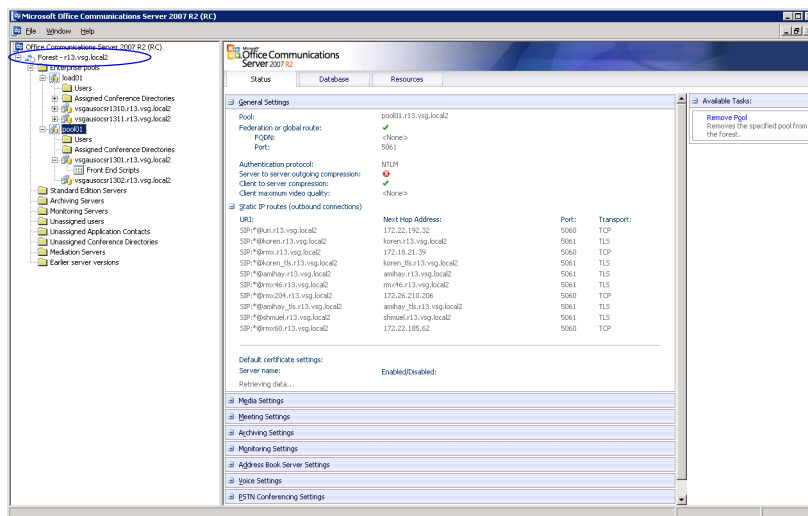 Microsoft Office Communications Server 2007 R2 (RC)
File Window Help
Office Communications Server 2007 R2 (RC)
Forest - r13.vsg.local2
Enterprise pools
load01
Users
Assigned Conference Directories
vsgausocsr1310.r13.vsg.local2
vsgausocsr1311.r13.vsg.local2
pool01
Users
Assigned Conference Directories
vsgausocsr1301.r13.vsg.local2
Front End Scripts
vsgausocsr1302.r13.vsg.local2
Standard Edition Servers
Archiving Servers
Monitoring Servers
Unassigned users
Unassigned Application Contacts
Unassigned Conference Directories
Mediation Servers
Earlier server versions
Microsoft
Office Communications
Server 2007 R2
Status Database Resources
General Settings
Pool: pool01.r13.vsg.local2
Federation or global route:
FQDN: <None>
Port: 5061
Authentication protocol: NTLM
Server to server outgoing compression:
Client to server compression:
Client maximum video quality: <None>
Static IP routes (outbound connections)
URI: Next Hop Address: Port: Transport:
SIP:*@uri.r13.vsg.local2 172.22.192.32 5060 TCP
SIP:*@koren.r13.vsg.local2 koren.r13.vsg.local2 5061 TLS
SIP:*@rmx.r13.vsg.local2 172.18.21.39 5060 TCP
SIP:*@koren_tls.r13.vsg.local2 koren_tls.r13.vsg.local2 5061 TLS
SIP:*@amihay.r13.vsg.local2 amihay.r13.vsg.local2 5061 TLS
SIP:*@rmx46.r13.vsg.local2 rmx46.r13.vsg.local2 5061 TLS
SIP:*@rmx204.r13.vsg.local2 172.26.210.206 5060 TCP
SIP:*@amihay_tls.r13.vsg.local2 amihay_tls.r13.vsg.local2 5061 TLS
SIP:*@shmuel.r13.vsg.local2 shmuel.r13.vsg.local2 5061 TLS
SIP:*@rmx60.r13.vsg.local2 172.22.185.62 5060 TCP
Default certificate settings:
Server name: Enabled/Disabled:
Retrieving data...
Media Settings
Meeting Settings
Archiving Settings
Monitoring Settings
Address Book Server Settings
Voice Settings
PSTN Conferencing Settings
Available Tasks:
Remove Pool
Removes the specified pool from
the forest.